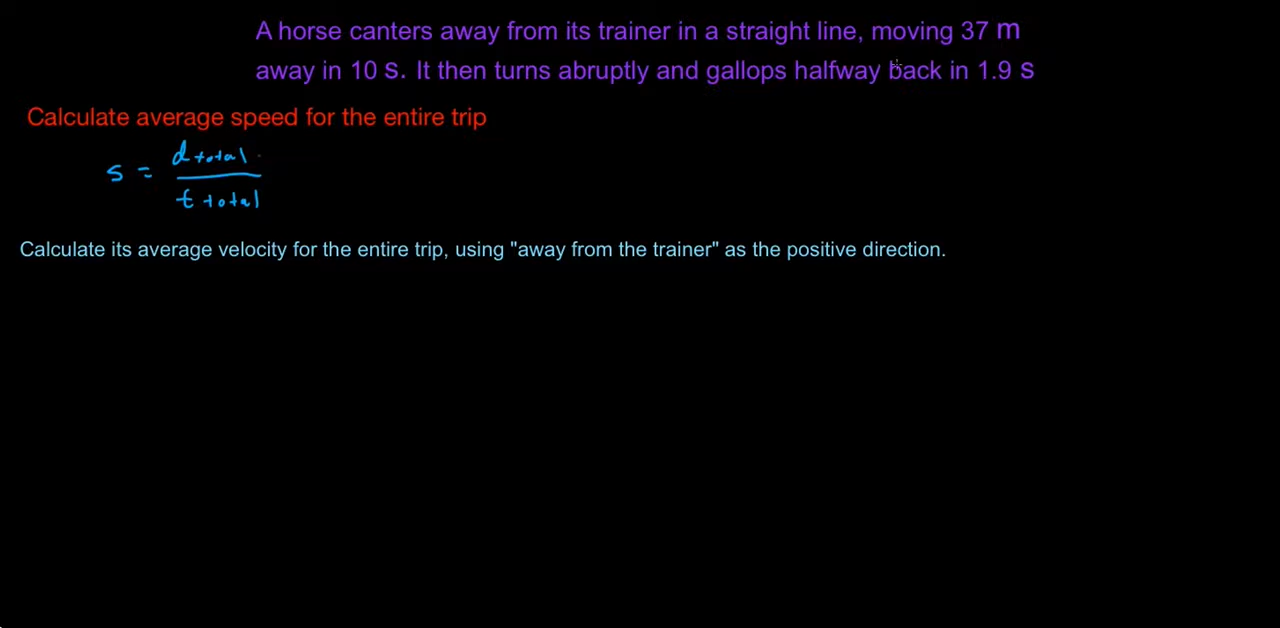 A horse canters away from its trainer in a straight line, moving 37 m
away in 10 s. It then turns abruptly and gallops halfway back in 1.9 s
Calculate average speed for the entire trip
s = d total
t total
Calculate its average velocity for the entire trip, using "away from the trainer" as the positive direction.